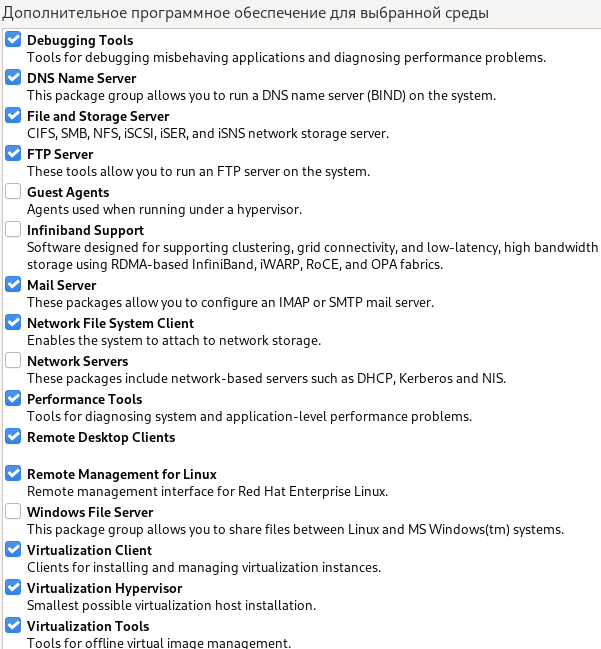 Дополнительное программное обеспечение для выбранной среды
Debugging Tools
Tools for debugging misbehaving applications and diagnosing performance problems.
DNS Name Server
This package group allows you to run a DNS name server (BIND) on the system.
File and Storage Server
CIFS, SMB, NFS, iSCSI, iSER, and iSNS network storage server.
FTP Server
These tools allow you to run an FTP server on the system.
Guest Agents
Agents used when running under a hypervisor.
Infiniband Support
Software designed for supporting clustering, grid connectivity, and low-latency, high bandwidth
storage using RDMA-based InfiniBand, iWARP, RoCE, and OPA fabrics.
Mail Server
These packages allow you to configure an IMAP or SMTP mail server.
Network File System Client
Enables the system to attach to network storage.
Network Servers
These packages include network-based servers such as DHCP, Kerberos and NIS.
Performance Tools
Tools for diagnosing system and application-level performance problems.
Remote Desktop Clients
Remote Management for Linux
Remote management interface for Red Hat Enterprise Linux.
Windows File Server
This package group allows you to share files between Linux and MS Windows(tm) systems.
Virtualization Client
Clients for installing and managing virtualization instances.
Virtualization Hypervisor
Smallest possible virtualization host installation.
Virtualization Tools
Tools for offline virtual image management.